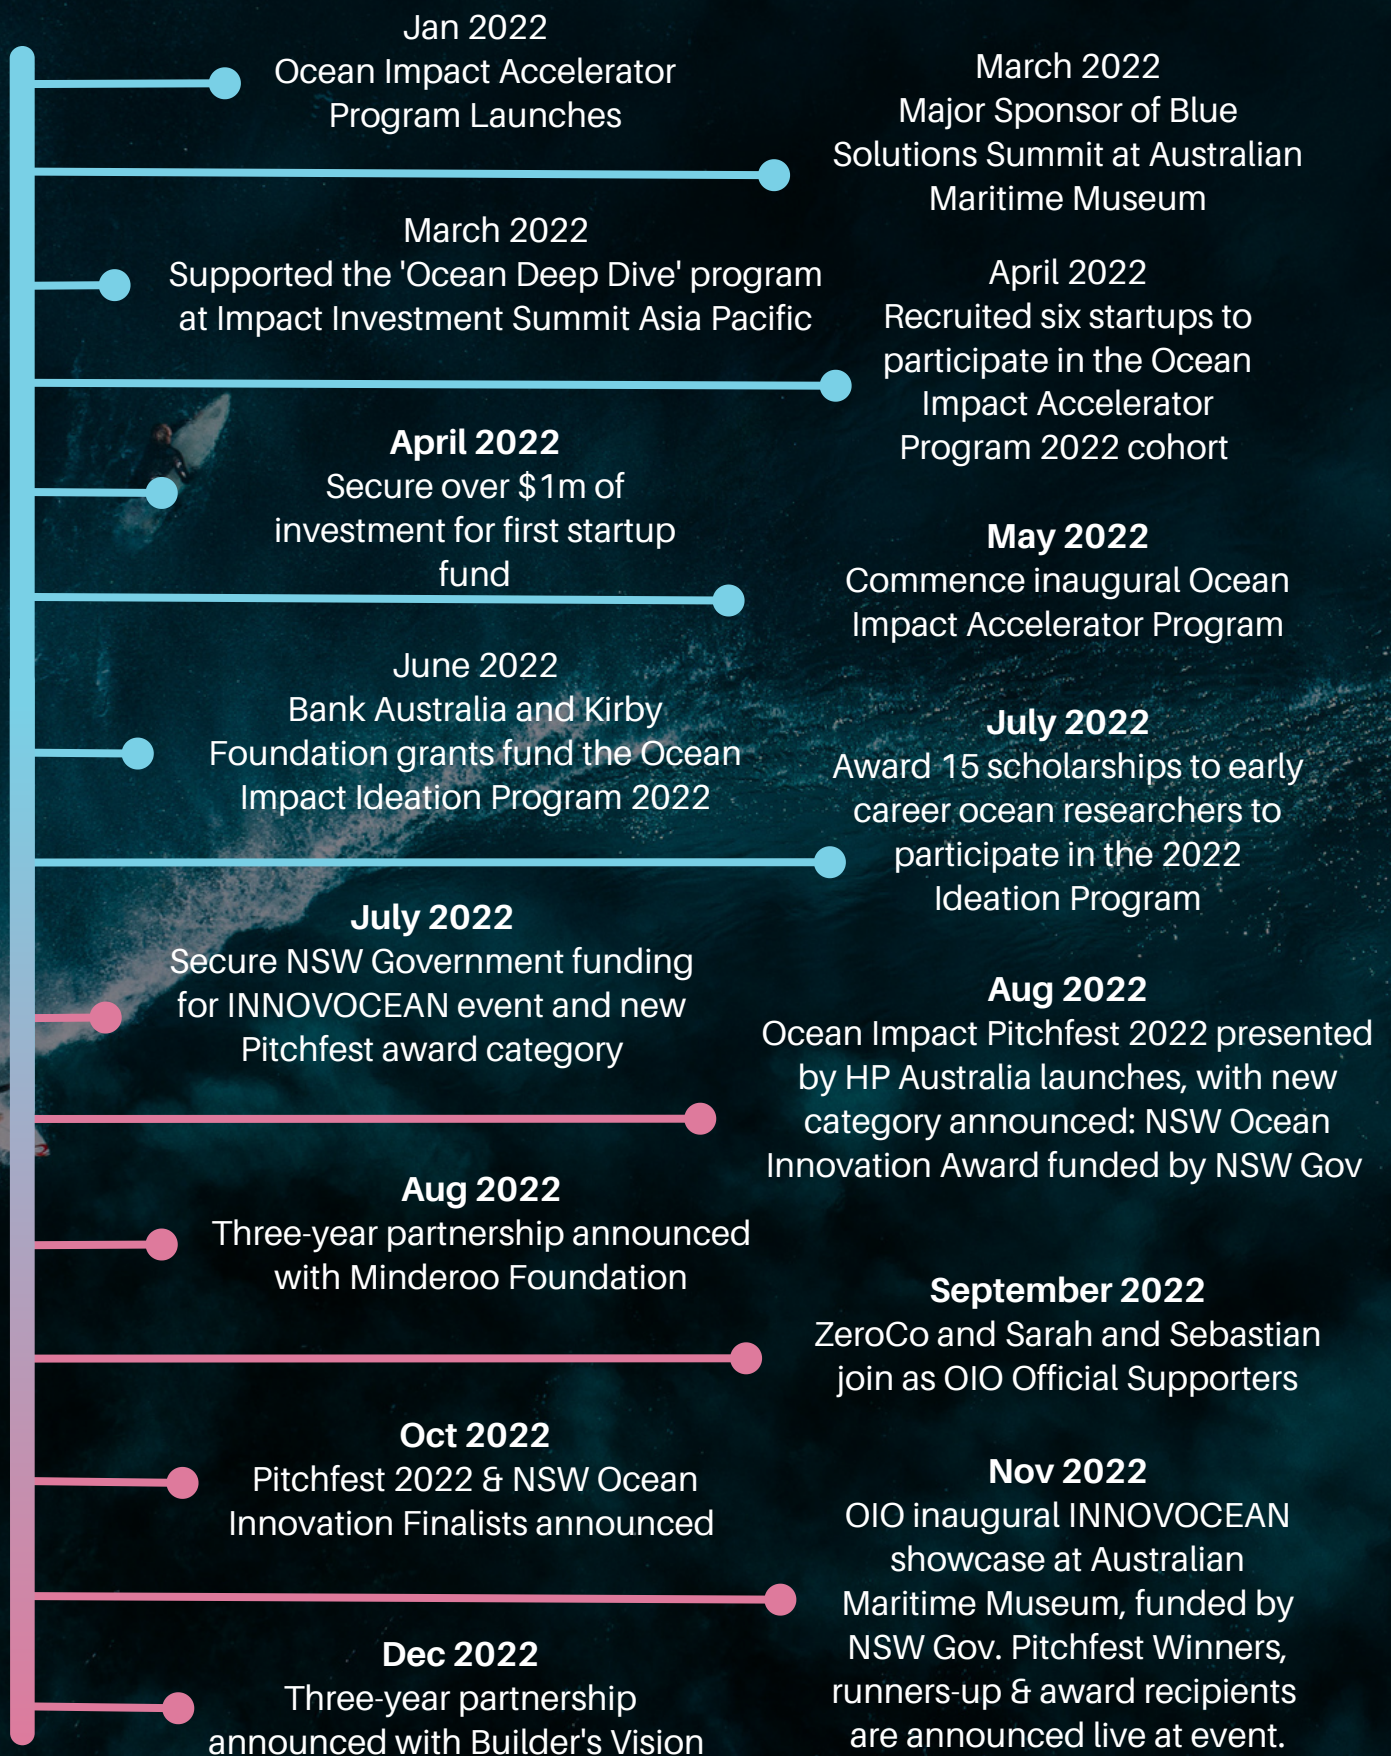 Jan 2022
Ocean Impact Accelerator
Program Launches
March 2022
Major Sponsor of Blue
Solutions Summit at Australian
Maritime Museum
March 2022
Supported the 'Ocean Deep Dive' program
at Impact Investment Summit Asia Pacific
April 2022
Recruited six startups to
participate in the Ocean
Impact Accelerator
Program 2022 cohort
April 2022
Secure over $1m of
investment for first startup
fund
May 2022
Commence inaugural Ocean
Impact Accelerator Program
June 2022
Bank Australia and Kirby
Foundation grants fund the Ocean
Impact Ideation Program 2022
July 2022
Award 15 scholarships to early
career ocean researchers to
participate in the 2022
Ideation Program
July 2022
Secure NSW Government funding
for INNOVOCEAN event and new
Pitchfest award category
Aug 2022
Ocean Impact Pitchfest 2022 presented
by HP Australia launches, with new
category announced: NSW Ocean
Innovation Award funded by NSW Gov
Aug 2022
Three-year partnership announced
with Minderoo Foundation
September 2022
ZeroCo and Sarah and Sebastian
join as OIO Official Supporters
Oct 2022
Pitchfest 2022 & NSW Ocean
Innovation Finalists announced
Nov 2022
OIO inaugural INNOVOCEAN
showcase at Australian
Maritime Museum, funded by
NSW Gov. Pitchfest Winners,
runners-up & award recipients
are announced live at event.
Dec 2022
Three-year partnership
announced with Builder's Vision